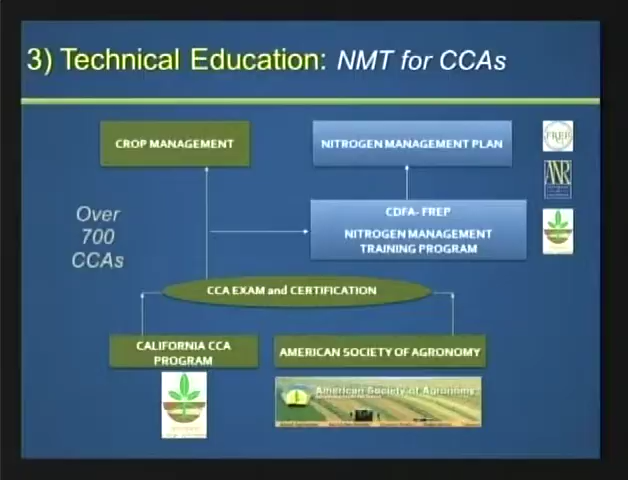 3) Technical Education: NMT for CCAs
CROP MANAGEMENT
NITROGEN MANAGEMENT PLAN
FREP
ANR
Over
700
CCAs
CDFA- FREP
NITROGEN MANAGEMENT
TRAINING PROGRAM
CCA EXAM and CERTIFICATION
CALIFORNIA CCA
PROGRAM
AMERICAN SOCIETY OF AGRONOMY
American Society of Agronomy